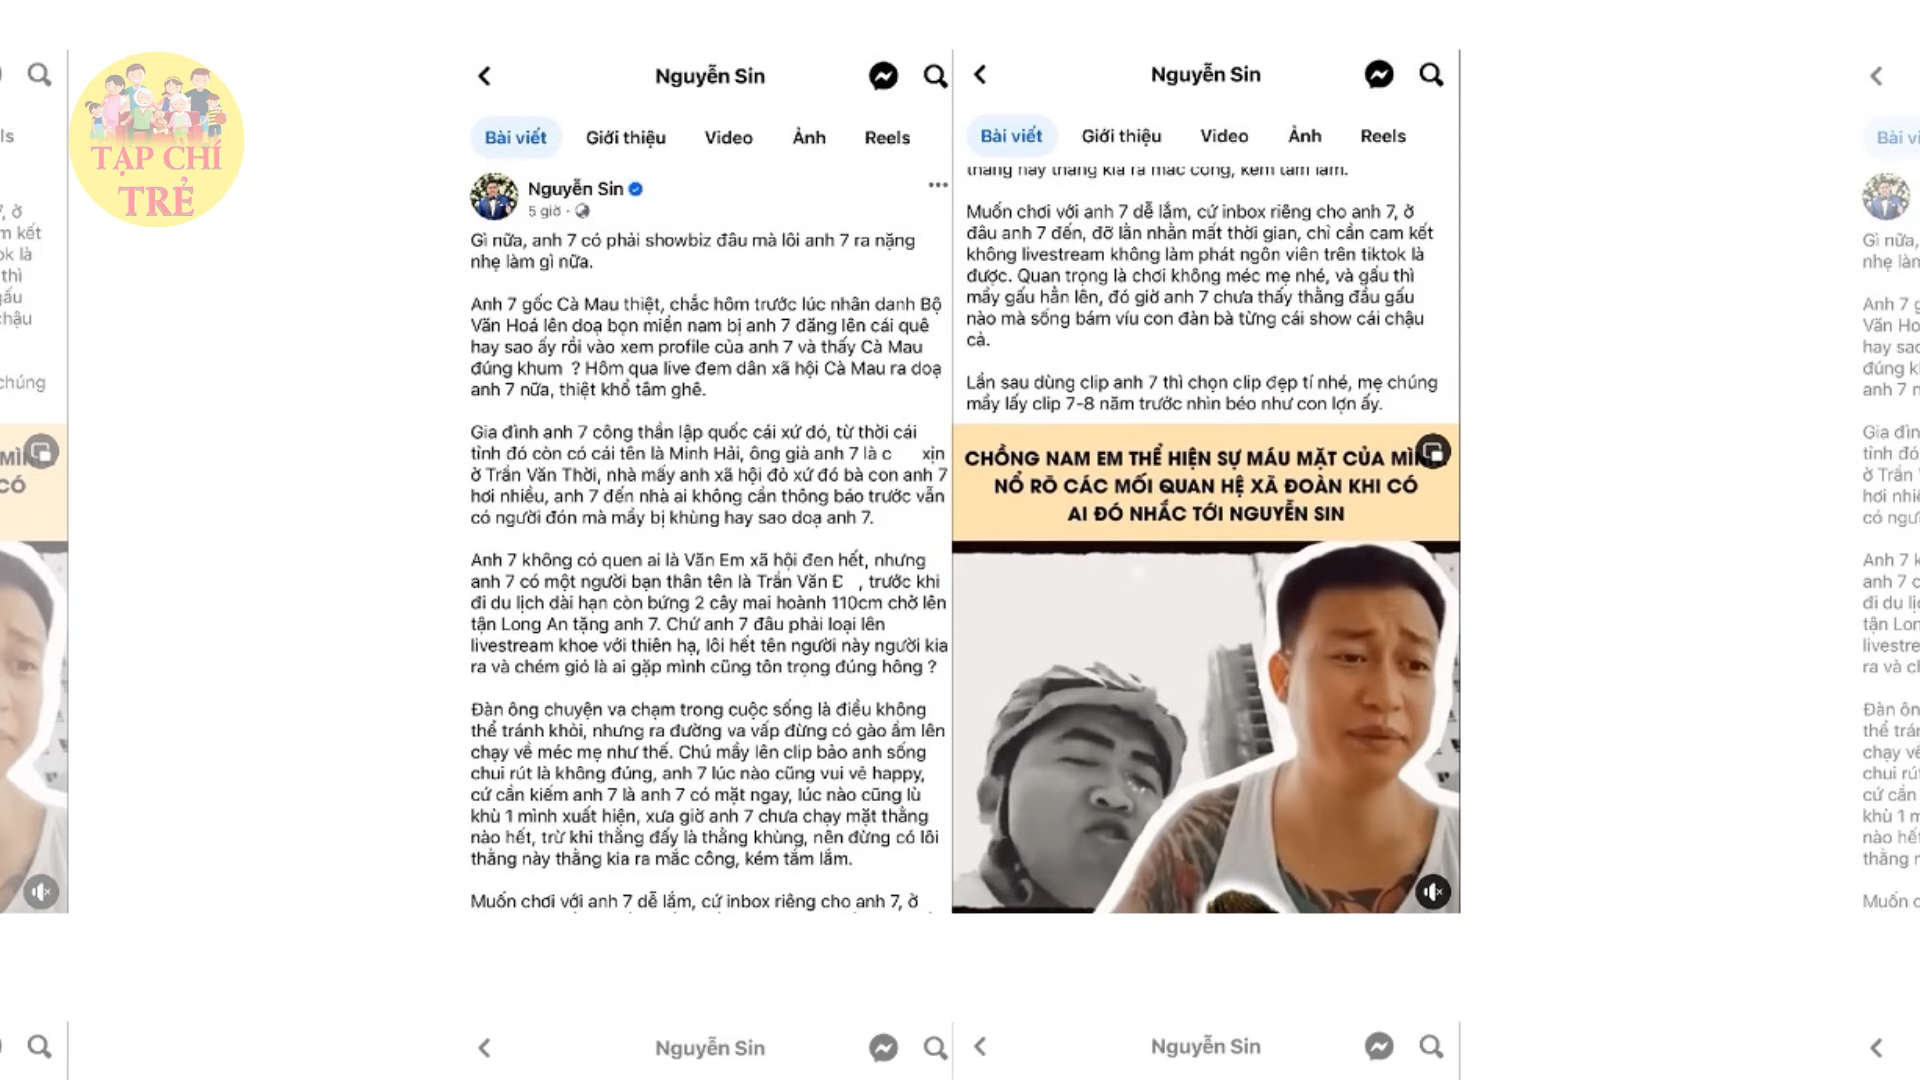 TẠP CHÍ
TRẺ
Nguyễn Sin
Bài viết
Giới thiệu
Video
Ảnh
Reels
Nguyễn Sin
5 giờ ·
Gì nữa, anh 7 có phải showbiz đâu mà lôi anh 7 ra nặng
nhẹ làm gì nữa.
Anh 7 gốc Cà Mau thiệt, chắc hôm trước lúc nhân danh Bộ
Văn Hoá lên doạ bọn miền nam bị anh 7 đăng lên cái quê
hay sao ấy rồi vào xem profile của anh 7 và thấy Cà Mau
đúng khum ? Hôm qua live đem dân xã hội Cà Mau ra doạ
anh 7 nữa, thiệt khổ tâm ghê.
Gia đình anh 7 công thần lập quốc cái xứ đó, từ thời cái
tỉnh đó còn có cái tên là Minh Hải, ông già anh 7 là c xịn
ở Trần Văn Thời, nhà mấy anh xã hội đỏ xứ đó bà con anh 7
hơi nhiều, anh 7 đến nhà ai không cần thông báo trước vẫn
có người đón mà mầy bị khùng hay sao doạ anh 7.
Anh 7 không có quen ai là Văn Em xã hội đen hết, nhưng
anh 7 có một người bạn thân tên là Trần Văn Đ , trước khi
đi du lịch dài hạn còn bứng 2 cây mai hoành 110cm chở lên
tận Long An tặng anh 7. Chứ anh 7 đâu phải loại lên
livestream khoe với thiên hạ, lôi hết tên người này người kia
ra và chém gió là ai gặp mình cũng tôn trọng đúng hông ?
Đàn ông chuyện va chạm trong cuộc sống là điều không
thể tránh khỏi, nhưng ra đường va vấp đừng có gào ầm lên
chạy về méc mẹ như thế. Chú mầy lên clip bảo anh sống
chui rút là không đúng, anh 7 lúc nào cũng vui vẻ happy,
cứ cần kiếm anh 7 là anh 7 có mặt ngay, lúc nào cũng lù
khù 1 mình xuất hiện, xưa giờ anh 7 chưa chạy mặt thằng
nào hết, trừ khi thằng đấy là thằng khùng, nên đừng có lôi
thằng này thằng kia ra mắc công, kém tắm lắm.
Muốn chơi với anh 7 dễ lắm, cứ inbox riêng cho anh 7, ở
Nguyễn Sin
Bài viết
Giới thiệu
Video
Ảnh
Reels
thằng này thằng kia ra mắc công, kém tắm lắm.
Muốn chơi với anh 7 dễ lắm, cứ inbox riêng cho anh 7, ở
đâu anh 7 đến, đỡ lằn nhằn mất thời gian, chỉ cần cam kết
không livestream không làm phát ngôn viên trên tiktok là
được. Quan trọng là chơi không méc mẹ nhé, và gấu thì
mầy gấu hẳn lên, đó giờ anh 7 chưa thấy thằng đầu gấu
nào mà sống bám víu con đàn bà từng cái show cái chậu
cả.
Lần sau dùng clip anh 7 thì chọn clip đẹp tí nhé, mẹ chúng
mầy lấy clip 7-8 năm trước nhìn béo như con lợn ấy.
CHỒNG NAM EM THỂ HIỆN SỰ MÁU MẶT CỦA MÌNH
NỔ RÕ CÁC MỐI QUAN HỆ XÃ ĐOÀN KHI CÓ
AI ĐÓ NHẮC TỚI NGUYỄN SIN
Nguyễn Sin
Nguyễn Sin